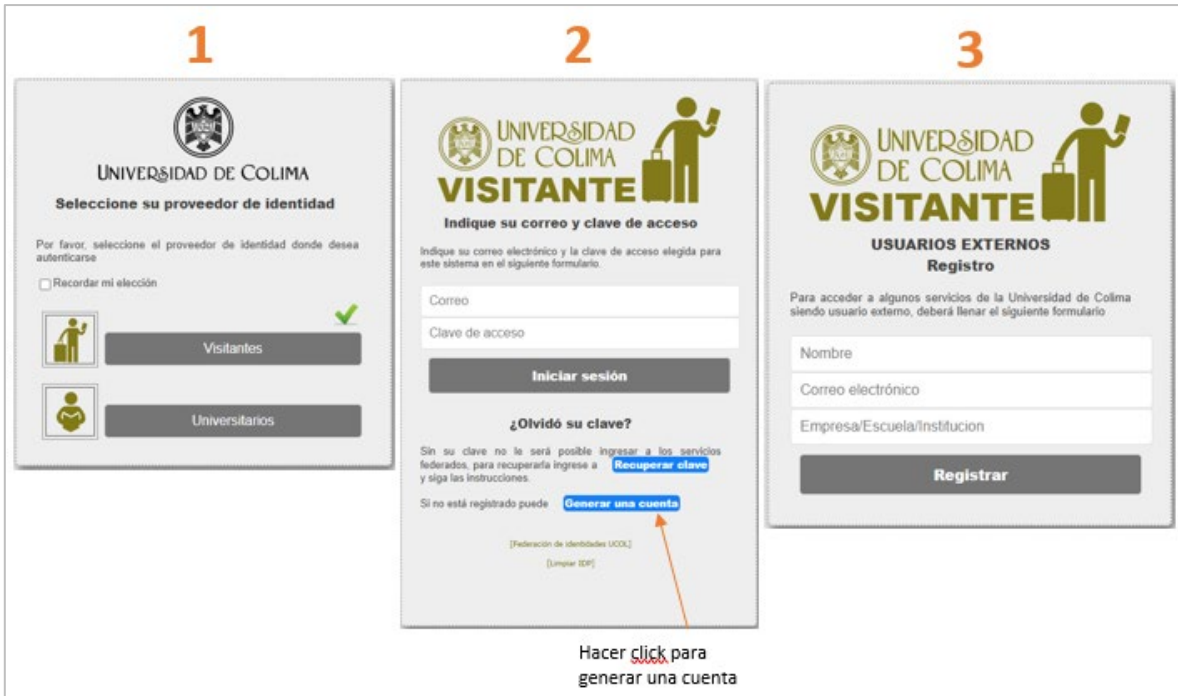 1
UNIVERSIDAD DE COLIMA
Seleccione su proveedor de identidad
Por favor, seleccione el proveedor de identidad donde desea
autenticarse
Recordar mi elección
Visitantes
Universitarios
2
UNIVERSIDAD
DE COLIMA
VISITANTE
Indique su correo y clave de acceso
Indique su correo electrónico y la clave de acceso elegida para
este sistema en el siguiente formulario.
Correo
Clave de acceso
Iniciar sesión
¿Olvidó su clave?
Sin su clave no le será posible ingresar a los servicios
federados, para recuperarla ingrese a Recuperar clave
y siga las instrucciones.
Si no está registrado puede Generar una cuenta
[Federación de identidades UCOL]
[Limpiar IDP]
Hacer click para
generar una cuenta
3
UNIVERSIDAD
DE COLIMA
VISITANTE
USUARIOS EXTERNOS
Registro
Para acceder a algunos servicios de la Universidad de Colima
siendo usuario externo, deberá llenar el siguiente formulario
Nombre
Correo electrónico
Empresa/Escuela/Institucion
Registrar